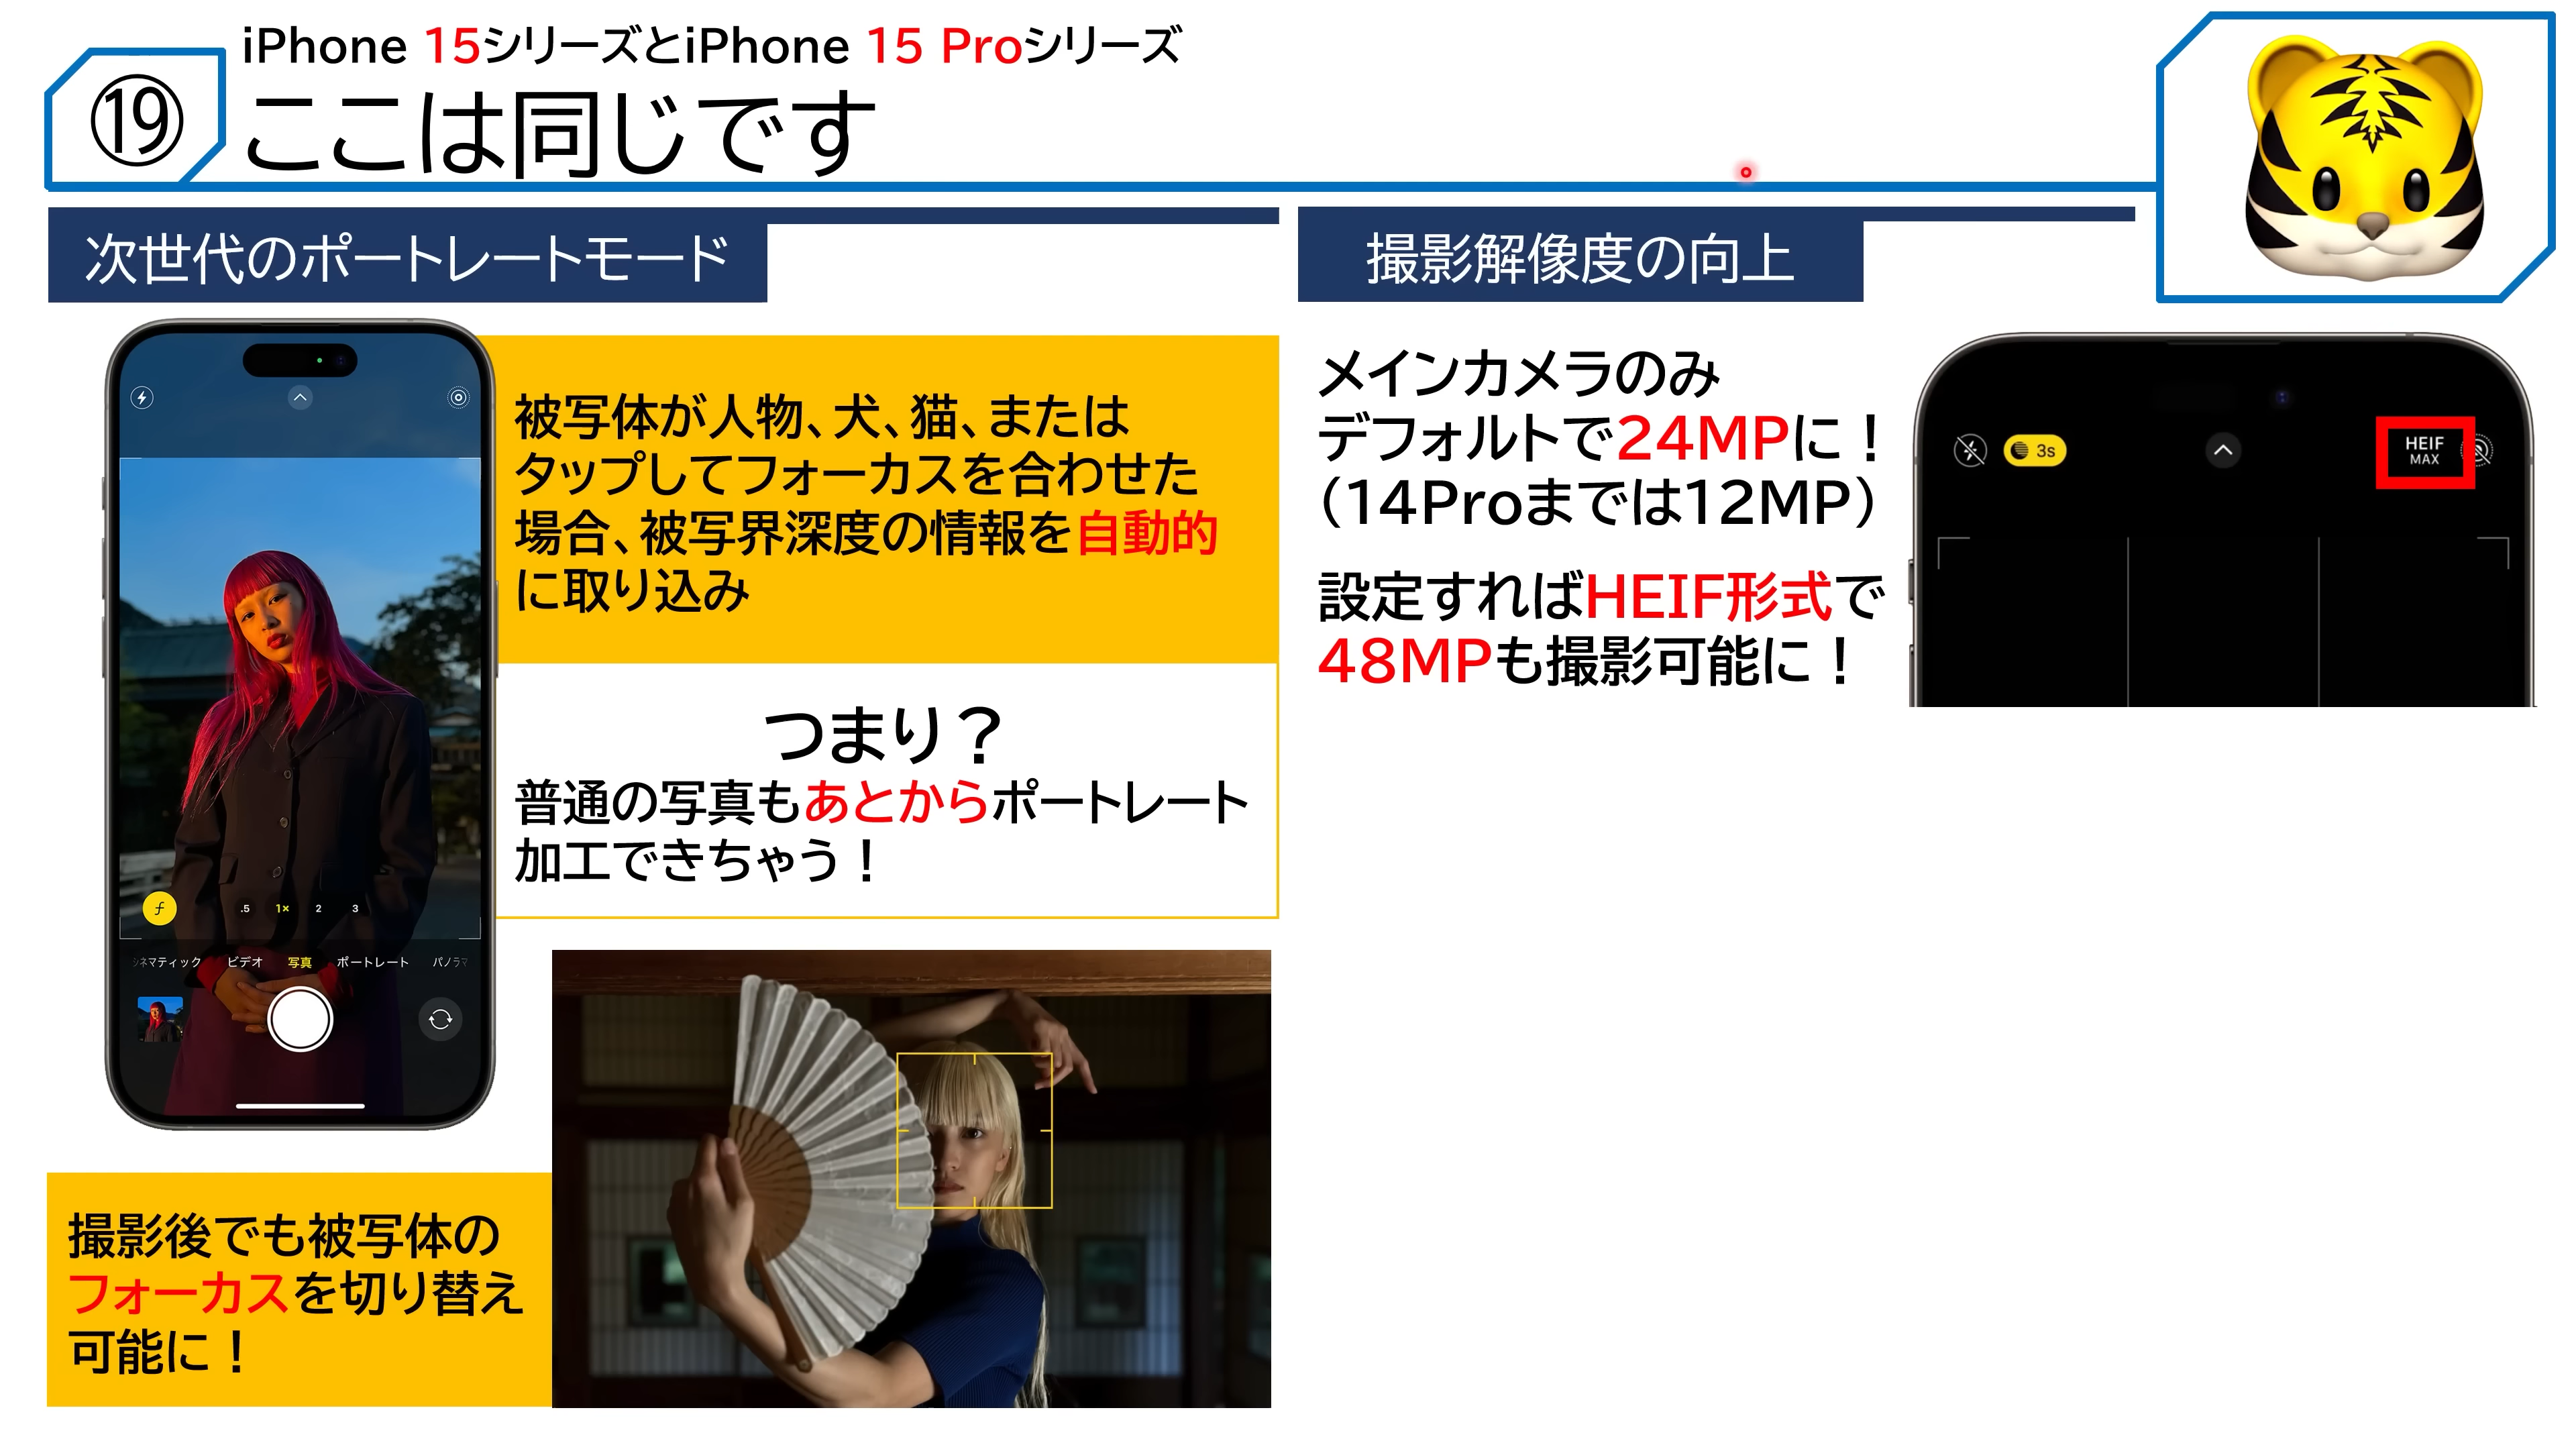 iPhone 15シリーズとiPhone 15 Proシリーズ
⑲
ここは同じです
次世代のポートレートモード
被写体が人物、犬、猫、または
タップしてフォーカスを合わせた
場合、被写界深度の情報を自動的
に取り込み
つまり？
普通の写真もあとからポートレート
加工できちゃう！
f
.5 1× 2 3
シネマティック ビデオ 写真 ポートレート パノラマ
撮影後でも被写体の
フォーカスを切り替え
可能に！
撮影解像度の向上
メインカメラのみ
デフォルトで24MPに！
（14Proまでは12MP）
設定すればHEIF形式で
48MPも撮影可能に！
3s
HEIF
MAX